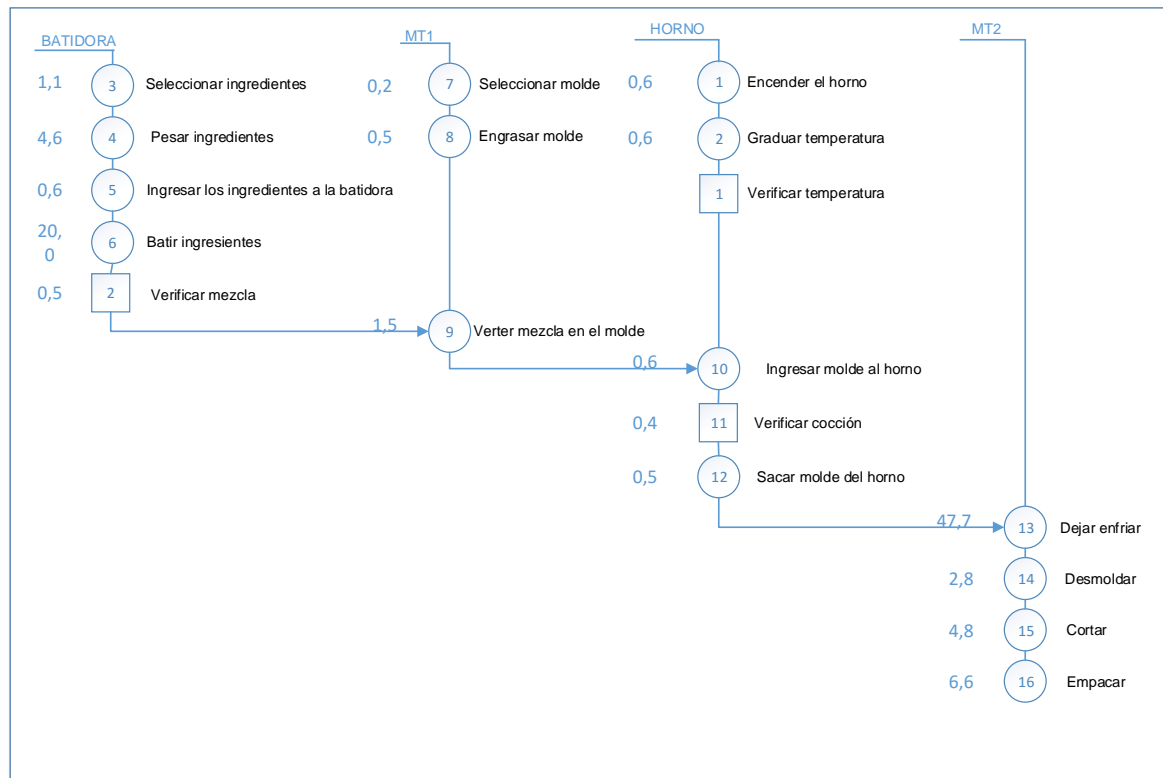 BATIDORA
1,1
3
Seleccionar ingredientes
4,6
4
Pesar ingredientes
0,6
5
Ingresar los ingredientes a la batidora
20,
0
6
Batir ingresientes
0,5
2
Verificar mezcla
MT1
0,2
7
Seleccionar molde
0,5
8
Engrasar molde
1,5
9
Verter mezcla en el molde
HORNO
0,6
1
Encender el horno
0,6
2
Graduar temperatura
1
Verificar temperatura
0,6
10
Ingresar molde al horno
0,4
11
Verificar cocción
0,5
12
Sacar molde del horno
MT2
47,7
13
Dejar enfriar
2,8
14
Desmoldar
4,8
15
Cortar
6,6
16
Empacar